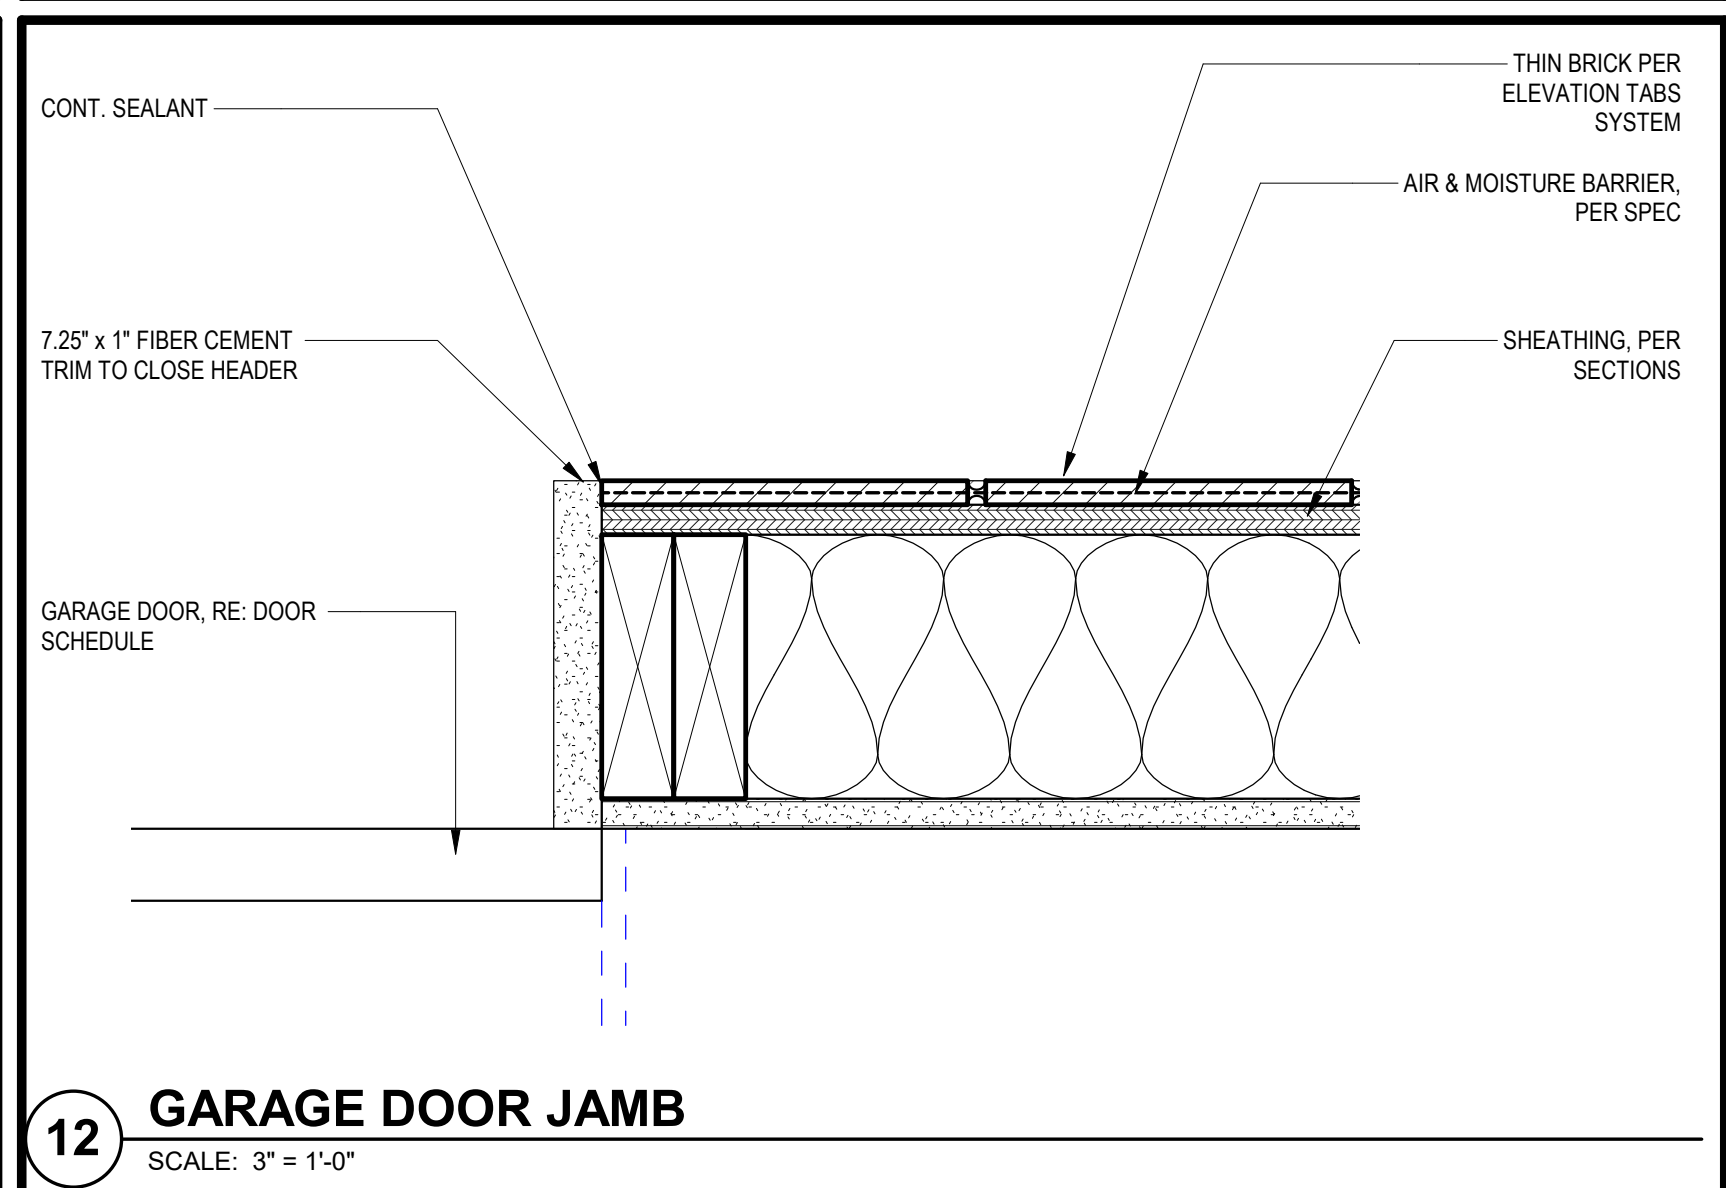 CONT. SEALANT
7.25" x 1" FIBER CEMENT
TRIM TO CLOSE HEADER
GARAGE DOOR, RE: DOOR
SCHEDULE
THIN BRICK PER
ELEVATION TABS
SYSTEM
AIR & MOISTURE BARRIER,
PER SPEC
SHEATHING, PER
SECTIONS
12
GARAGE DOOR JAMB
SCALE: 3" = 1'-0"